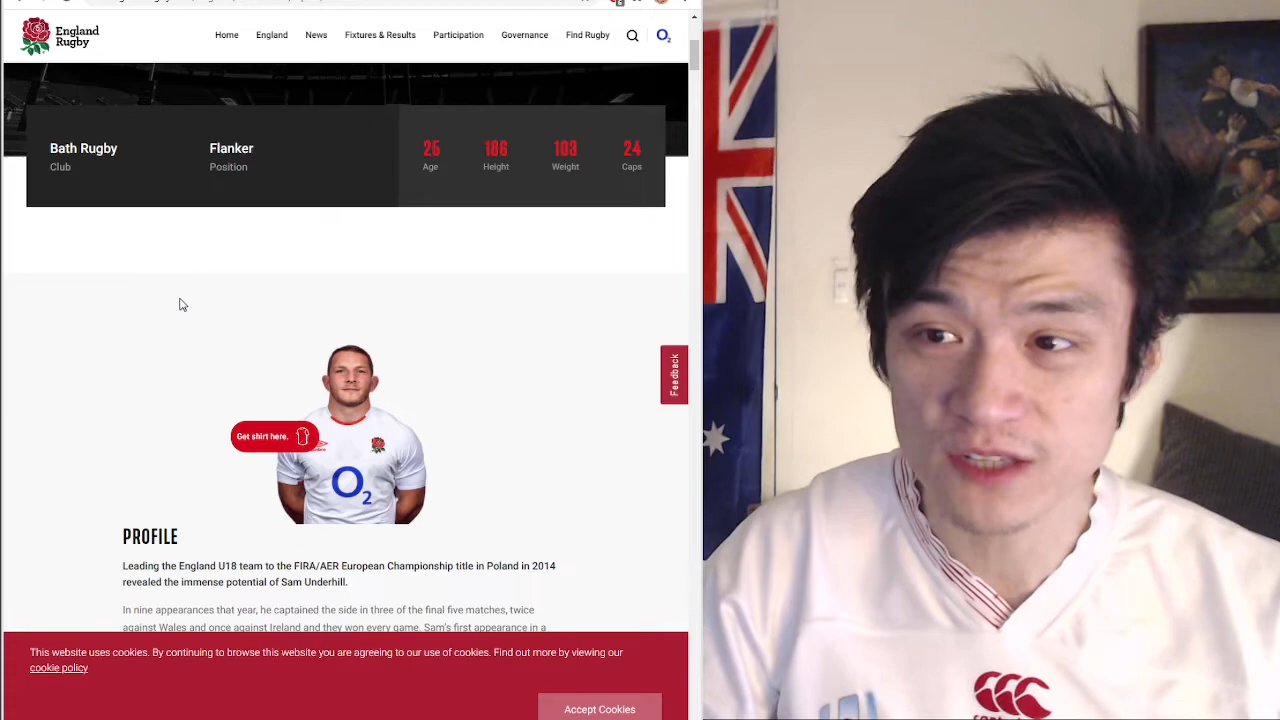 England
Rugby
Home England News Fixtures & Results Participation Governance Find Rugby O2
Bath Rugby Flanker 25 186 103 24
Club Position Age Height Weight Caps
Feedback
Get shirt here.
O2
PROFILE
Leading the England U18 team to the FIRA/AER European Championship title in Poland in 2014
revealed the immense potential of Sam Underhill.
In nine appearances that year, he captained the side in three of the final five matches, twice
against Wales and once against Ireland and they won every game. Sam's first appearance in a
This website uses cookies. By continuing to browse this website you are agreeing to our use of cookies. Find out more by viewing our
cookie policy
Accept Cookies